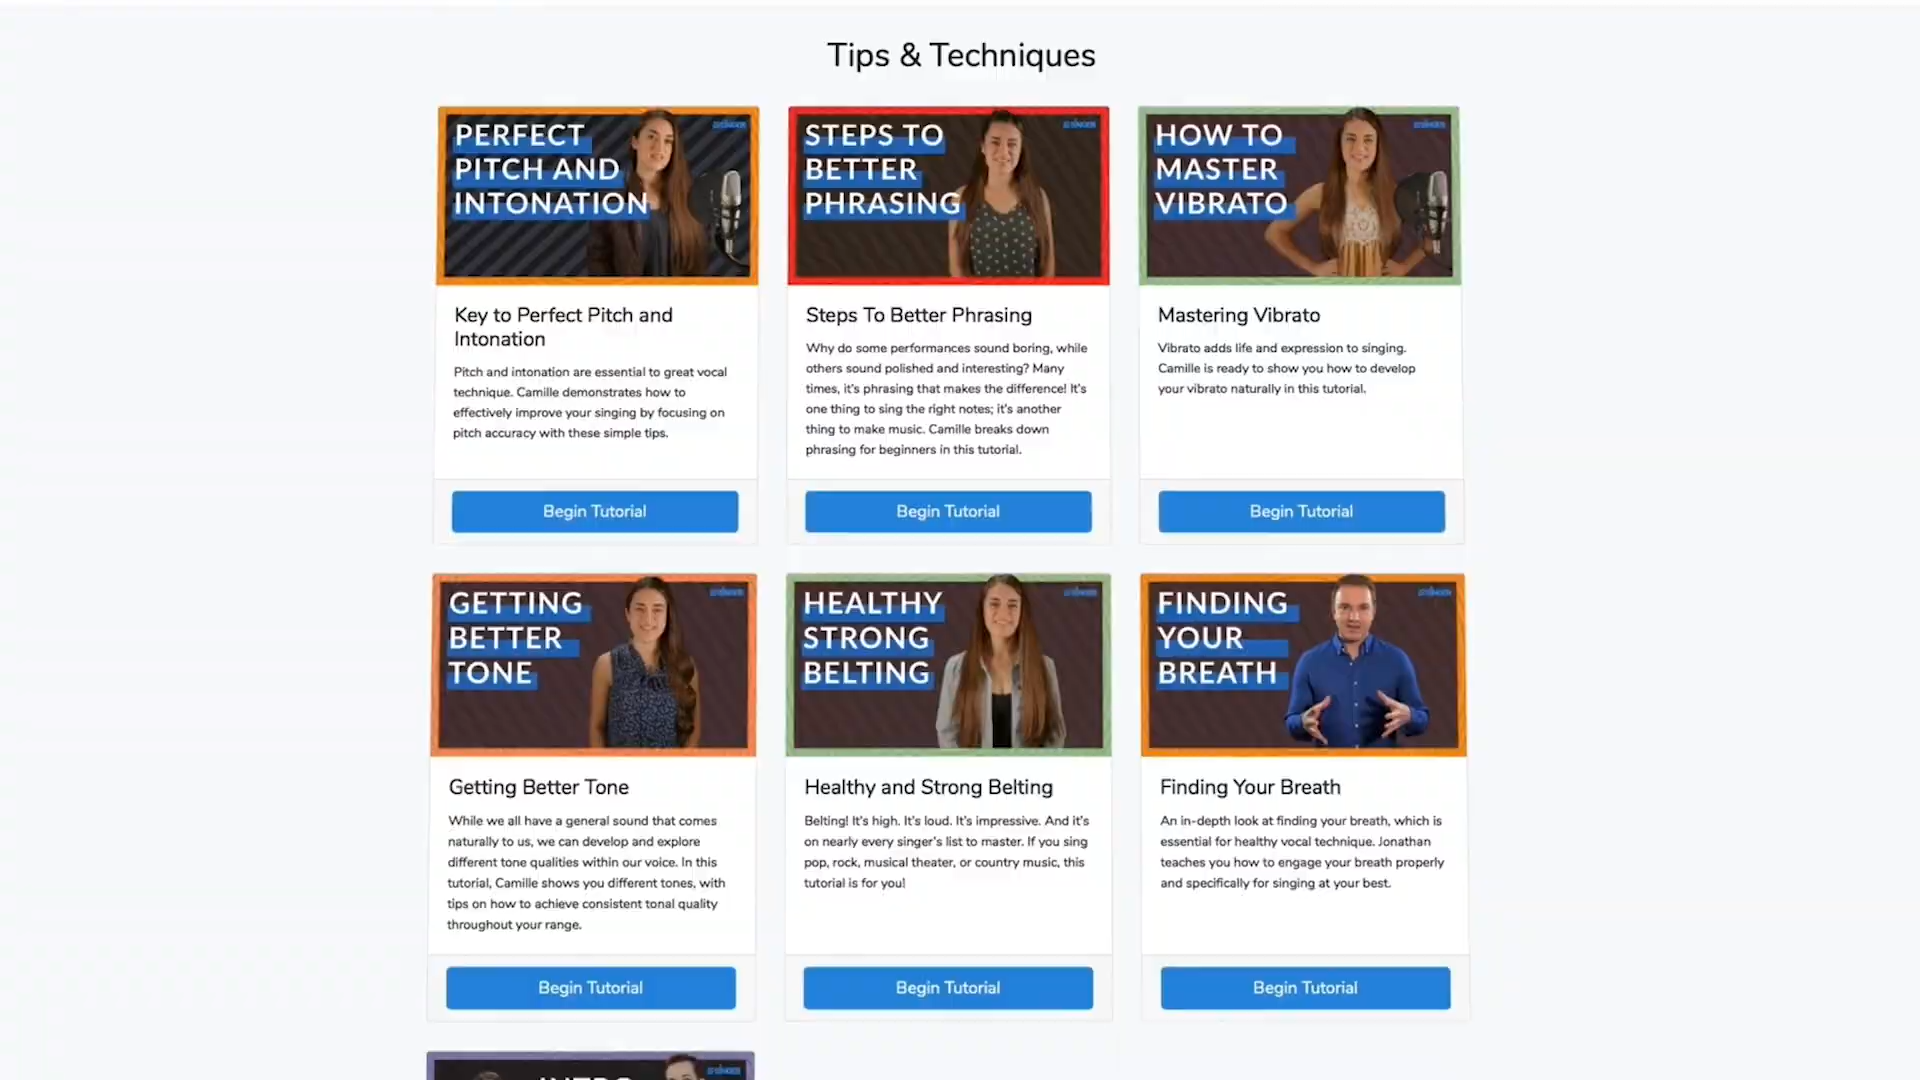 Tips & Techniques
PERFECT
PITCH AND
INTONATION
STEPS TO
BETTER
PHRASING
HOW TO
MASTER
VIBRATO
Key to Perfect Pitch and
Intonation
Pitch and intonation are essential to great vocal
technique. Camille demonstrates how to
effectively improve your singing by focusing on
pitch accuracy with these simple tips.
Begin Tutorial
Steps To Better Phrasing
Why do some performances sound boring, while
others sound polished and interesting? Many
times, it's phrasing that makes the difference! It's
one thing to sing the right notes; it's another
thing to make music. Camille breaks down
phrasing for beginners in this tutorial.
Begin Tutorial
Mastering Vibrato
Vibrato adds life and expression to singing.
Camille is ready to show you how to develop
your vibrato naturally in this tutorial.
Begin Tutorial
GETTING
BETTER
TONE
HEALTHY
STRONG
BELTING
FINDING
YOUR
BREATH
Getting Better Tone
While we all have a general sound that comes
naturally to us, we can develop and explore
different tone qualities within our voice. In this
tutorial, Camille shows you different tones, with
tips on how to achieve consistent tonal quality
throughout your range.
Begin Tutorial
Healthy and Strong Belting
Belting! It's high. It's loud. It's impressive. And it's
on nearly every singer's list to master. If you sing
pop, rock, musical theater, or country music, this
tutorial is for you!
Begin Tutorial
Finding Your Breath
An in-depth look at finding your breath, which is
essential for healthy vocal technique. Jonathan
teaches you how to engage your breath properly
and specifically for singing at your best.
Begin Tutorial